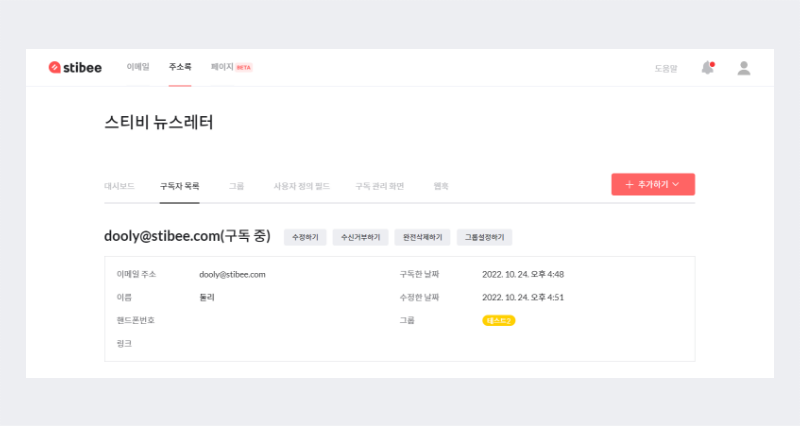 stibee 이메일 주소록 페이지 BETA 도움말
스티비 뉴스레터
대시보드 구독자 목록 그룹 사용자 정의 필드 구독 관리 화면 웹훅 + 추가하기
dooly@stibee.com(구독 중) 수정하기 수신거부하기 완전삭제하기 그룹설정하기
이메일 주소 dooly@stibee.com 구독한 날짜 2022. 10. 24. 오후 4:48
이름 둘리 수정한 날짜 2022. 10. 24. 오후 4:51
핸드폰번호 그룹 테스트2
링크